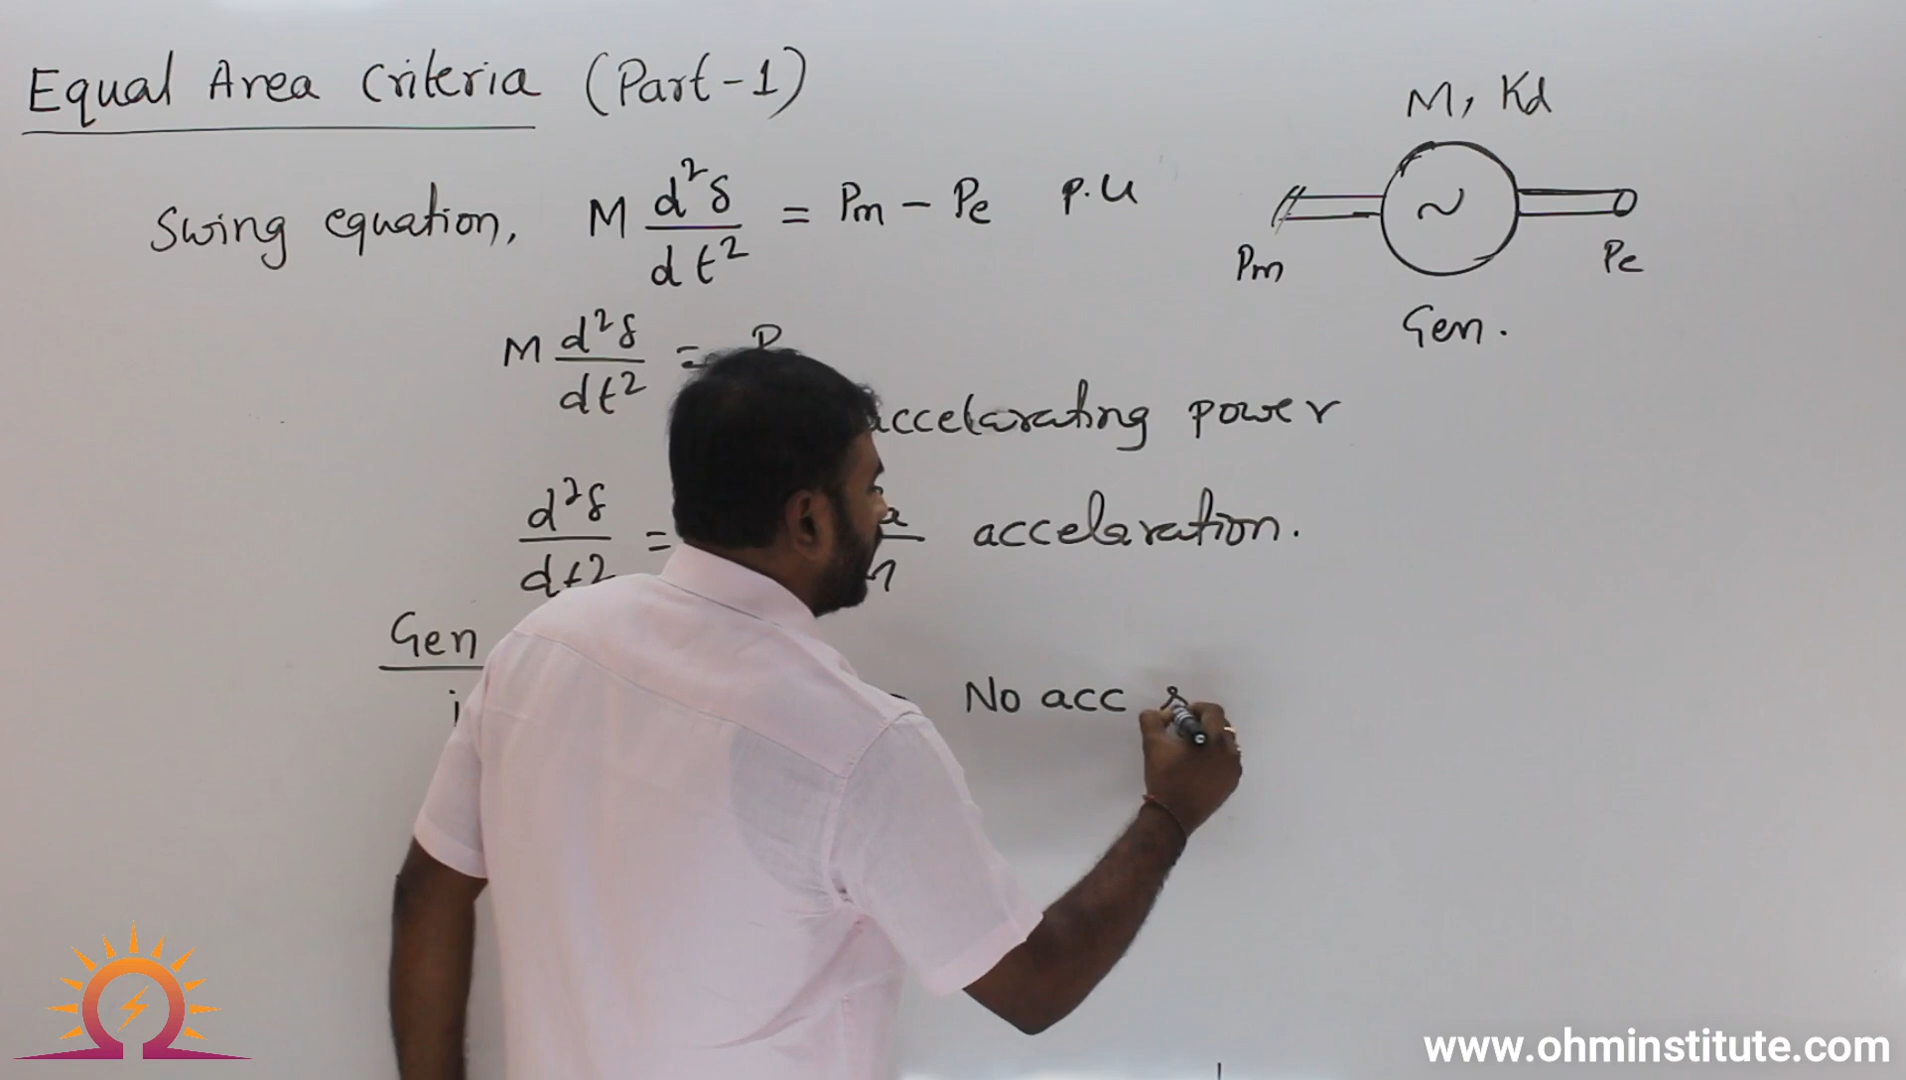 Equal Area Criteria (Part-1)
M, Kd
Swing equation, M d²δ/dt² = Pm - Pe p.u
~
Pm
Pe
Gen.
M d²δ/dt² = P
accelarating power
d²δ/dt² = accelaration.
Gen
No acc &
www.ohminstitute.com